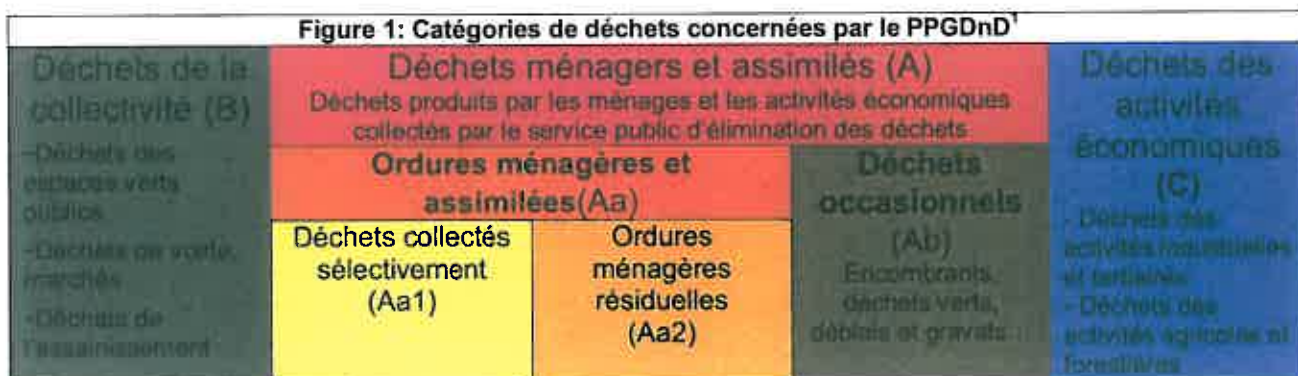 Figure 1: Catégories de déchets concernées par le PPGDnD¹
Déchets de la
collectivité (B)
-Déchets des
espaces verts
publics
-Déchets de voirie,
marchés
-Déchets de
l'assainissement
Déchets ménagers et assimilés (A)
Déchets produits par les ménages et les activités économiques
collectés par le service public d'élimination des déchets
Ordures ménagères et
assimilées(Aa)
Déchets collectés
sélectivement
(Aa1)
Ordures
ménagères
résiduelles
(Aa2)
Déchets
occasionnels
(Ab)
Encombrants,
déchets verts,
déblais et gravats...
Déchets des
activités
économiques
(C)
- Déchets des
activités industrielles
et tertiaires
- Déchets des
activités agricoles et
forestières